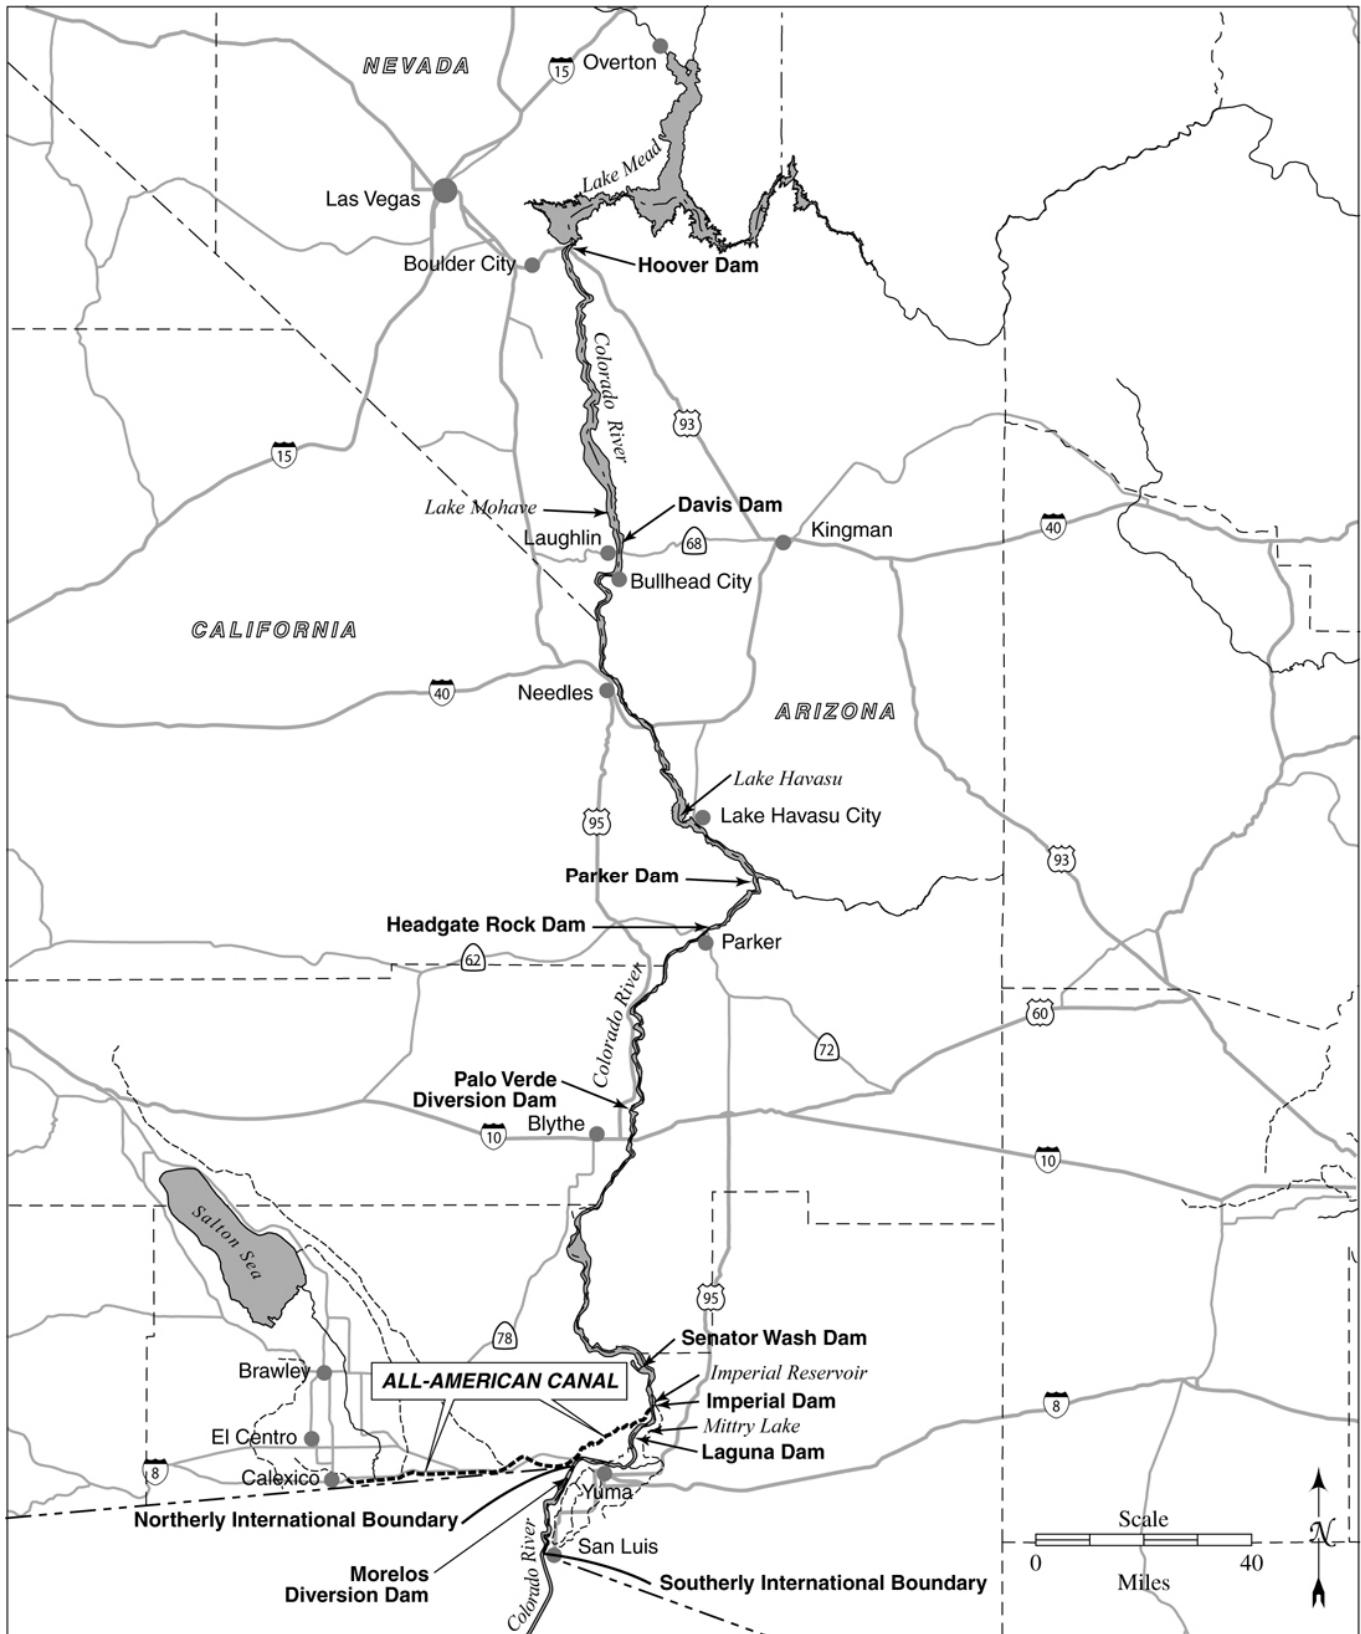 NEVADA
15
Overton
Lake Mead
Las Vegas
Boulder City
Hoover Dam
Colorado River
93
15
Lake Mohave
Davis Dam
Laughlin
68
Kingman
40
Bullhead City
CALIFORNIA
40
Needles
ARIZONA
Lake Havasu
95
Lake Havasu City
93
Parker Dam
Headgate Rock Dam
Parker
62
Colorado River
60
72
Palo Verde
Diversion Dam
Blythe
10
10
Salton Sea
95
78
Senator Wash Dam
Brawley
ALL-AMERICAN CANAL
Imperial Reservoir
Imperial Dam
8
Mittry Lake
El Centro
Laguna Dam
8
Calexico
Yuma
Northerly International Boundary
Scale
N
San Luis
0
40
Miles
Morelos
Diversion Dam
Colorado River
Southerly International Boundary